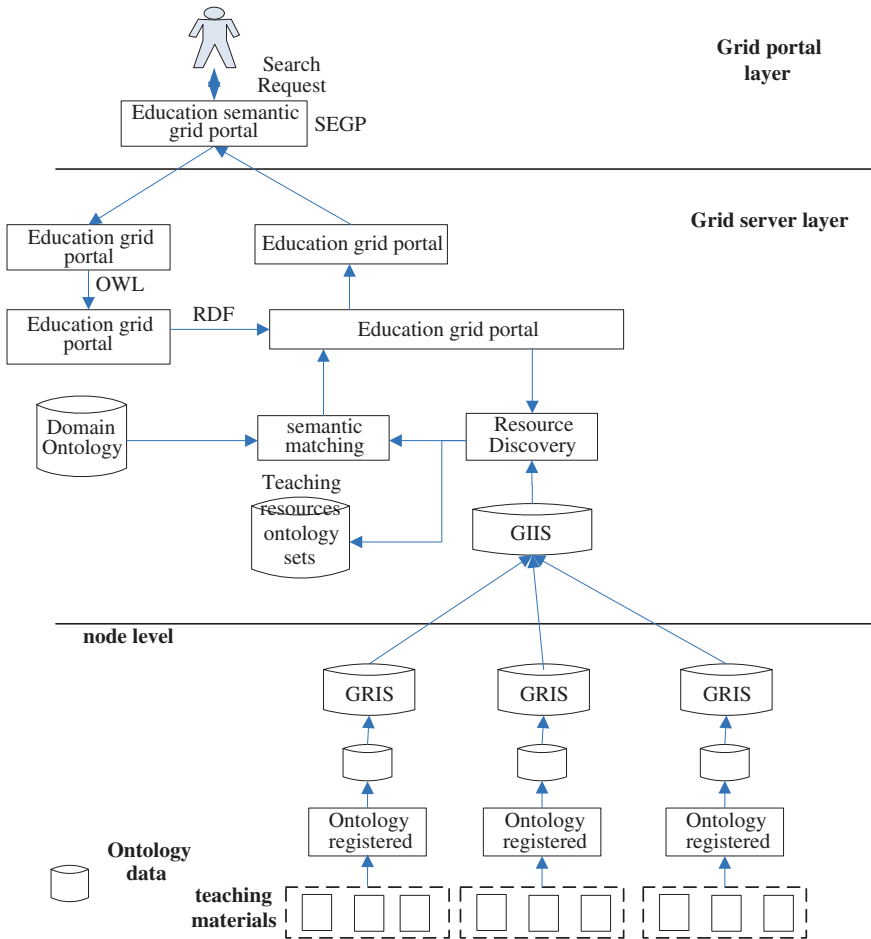 Grid portal
layer
Search
Request
Education semantic
grid portal
SEGP
Grid server layer
Education grid
portal
Education grid portal
OWL
Education grid
portal
RDF
Education grid portal
Domain
Ontology
semantic
matching
Resource
Discovery
Teaching
resources
ontology
sets
GIIS
node level
GRIS
GRIS
GRIS
Ontology
registered
Ontology
registered
Ontology
registered
Ontology
data
teaching
materials